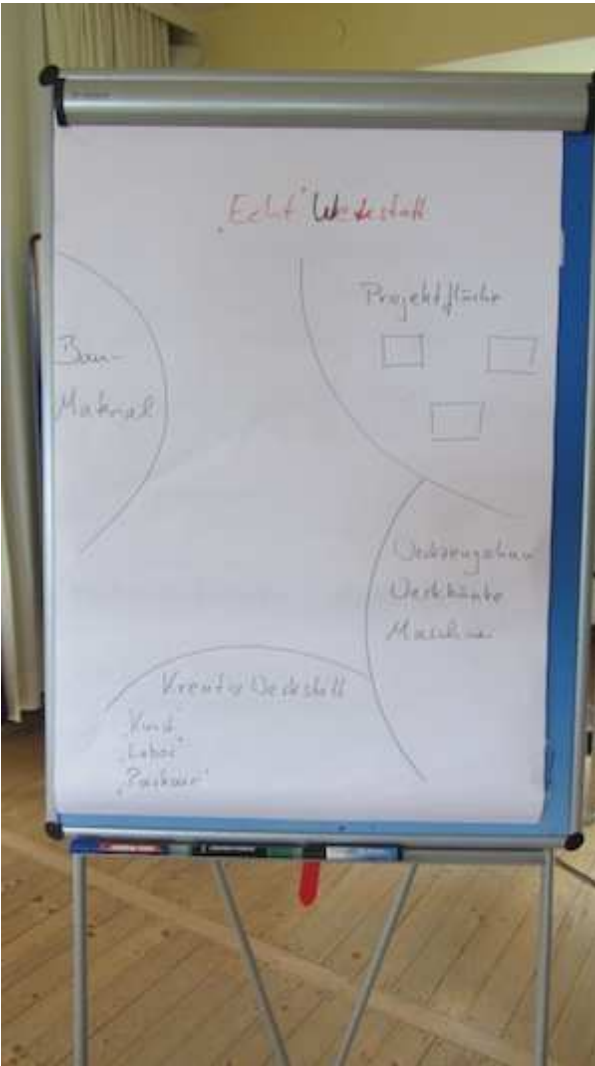 „Echt" Werkstatt
Projektfläche
Bau-
Material
Werkbänke
Maschinen
Kreativ Werkstatt
Kunst
„Labor"